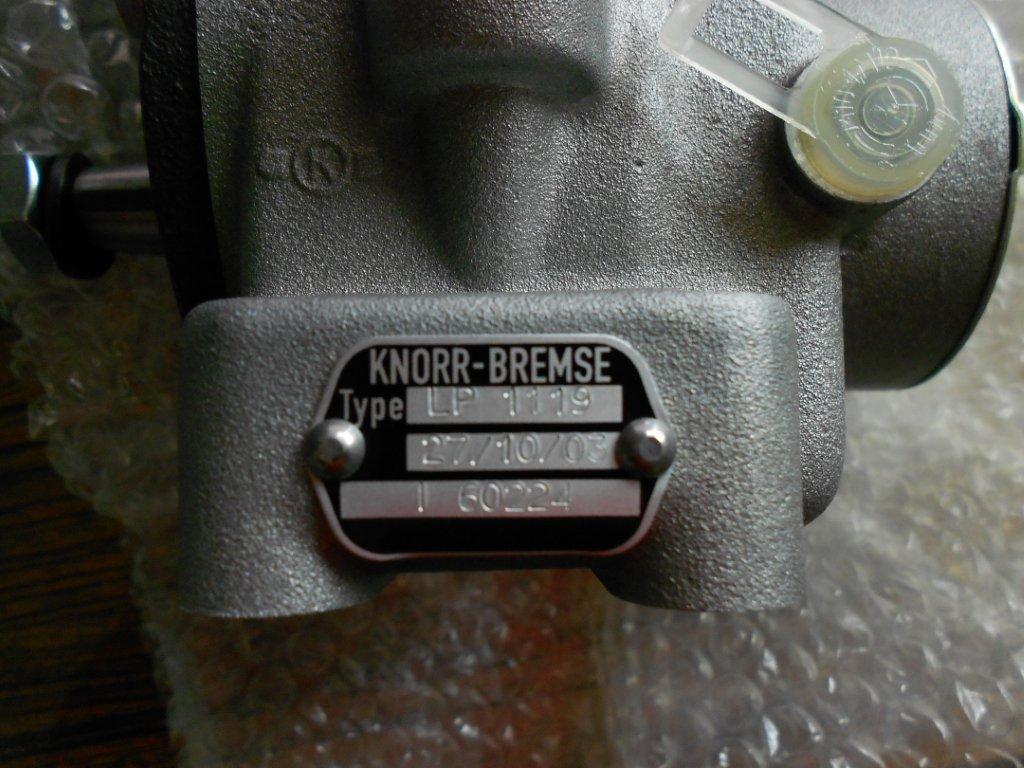 K
KNORR-BREMSE
Type LP 1119
27/10/03
I 60224